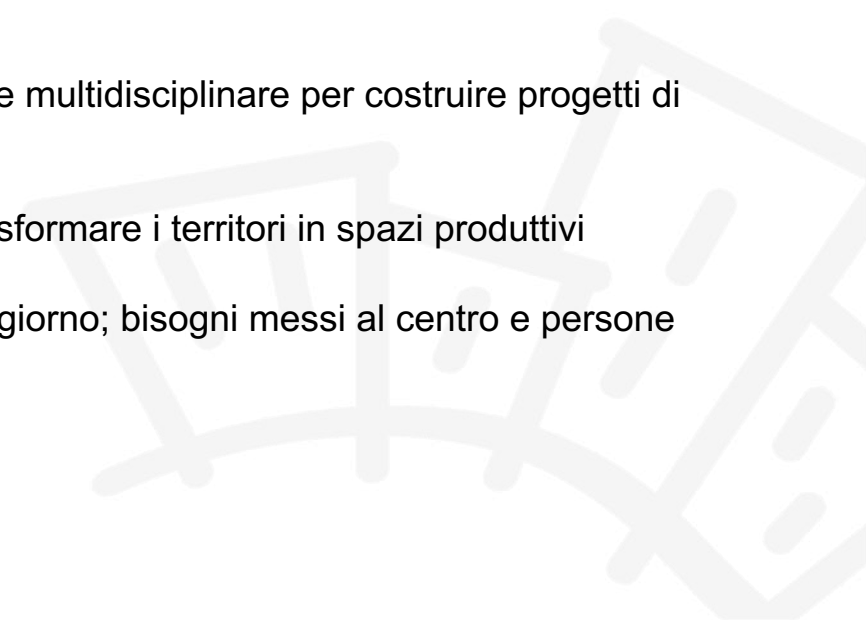 e multidisciplinare per costruire progetti di
sformare i territori in spazi produttivi
giorno; bisogni messi al centro e persone